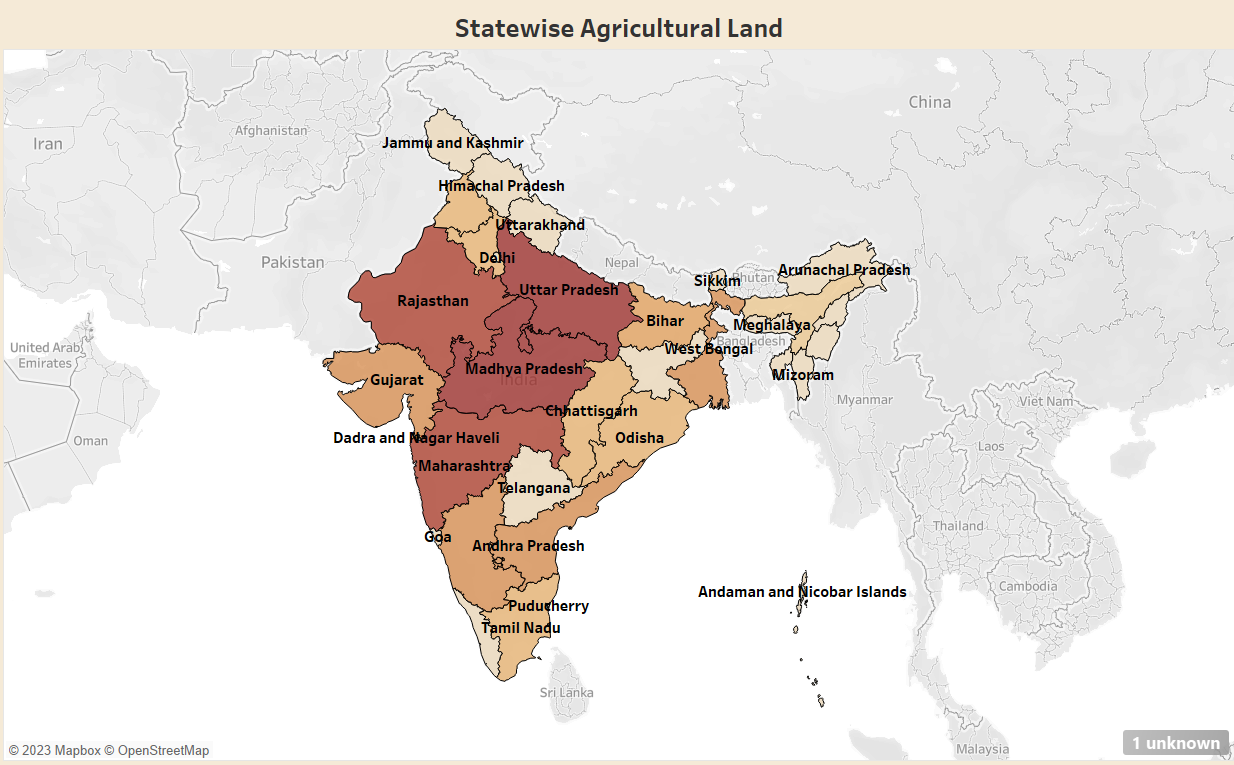 Statewise Agricultural Land
China
Afghanistan
Iran
Jammu and Kashmir
Himachal Pradesh
Uttarakhand
Pakistan
Delhi
Nepal
Sikkim
Bhutan
Arunachal Pradesh
Uttar Pradesh
Rajasthan
Bihar
Meghalaya
Bangladesh
United Arab
Emirates
West Bengal
Madhya Pradesh
India
Gujarat
Mizoram
Myanmar
Viet Nam
Chhattisgarh
Oman
Dadra and Nagar Haveli
Odisha
Laos
Maharashtra
Telangana
Thailand
Goa
Andhra Pradesh
Cambodia
Andaman and Nicobar Islands
Puducherry
Tamil Nadu
Sri Lanka
© 2023 Mapbox © OpenStreetMap
Malaysia
1 unknown